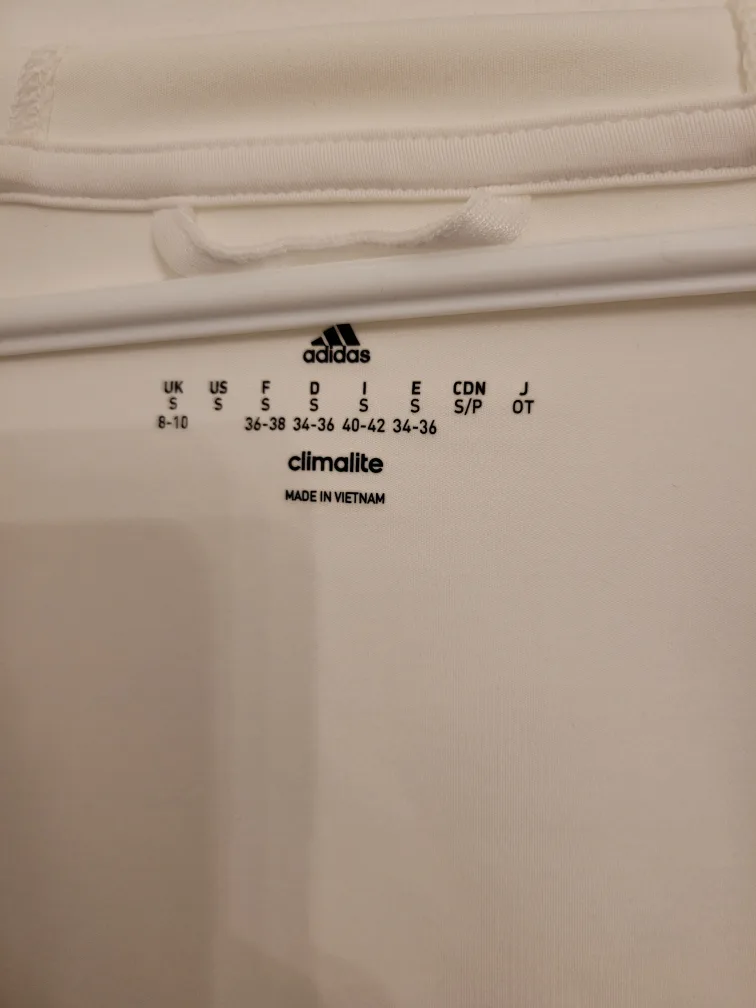 adidas
UK US F D I E CDN J
S S S S S S S/P OT
8-10 36-38 34-36 40-42 34-36
climalite
MADE IN VIETNAM